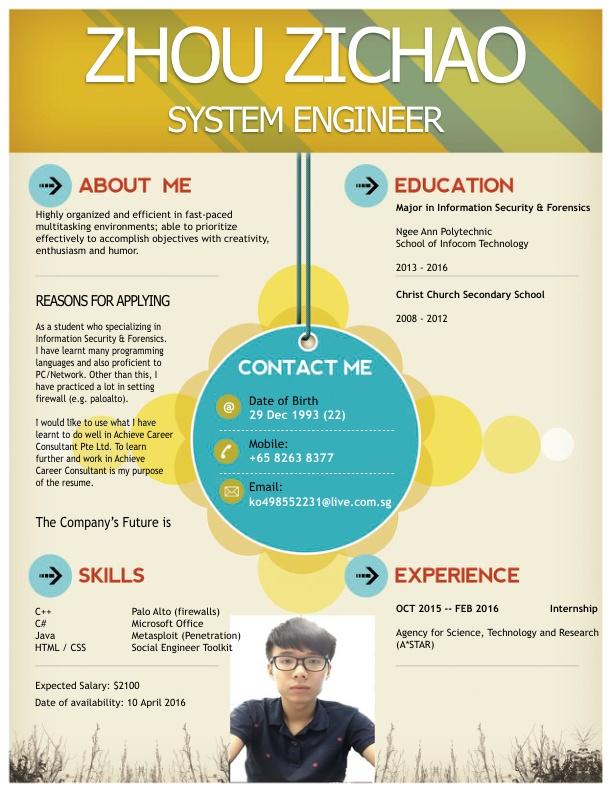 ZHOU ZICHAO
SYSTEM ENGINEER
ABOUT ME
Highly organized and efficient in fast-paced
multitasking environments; able to prioritize
effectively to accomplish objectives with creativity,
enthusiasm and humor.
REASONS FOR APPLYING
As a student who specializing in
Information Security & Forensics.
I have learnt many programming
languages and also proficient to
PC/Network. Other than this, I
have practiced a lot in setting
firewall (e.g. paloalto).
I would like to use what I have
learnt to do well in Achieve Career
Consultant Pte Ltd. To learn
further and work in Achieve
Career Consultant is my purpose
of the resume.
The Company’s Future is
EDUCATION
Major in Information Security & Forensics
Ngee Ann Polytechnic
School of Infocom Technology
2013 - 2016
Christ Church Secondary School
2008 - 2012
CONTACT ME
@ Date of Birth
29 Dec 1993 (22)
Mobile:
+65 8263 8377
Email:
ko498552231@live.com.sg
SKILLS
C++ Palo Alto (firewalls)
C# Microsoft Office
Java Metasploit (Penetration)
HTML / CSS Social Engineer Toolkit
Expected Salary: $2100
Date of availability: 10 April 2016
EXPERIENCE
OCT 2015 -- FEB 2016 Internship
Agency for Science, Technology and Research
(A*STAR)